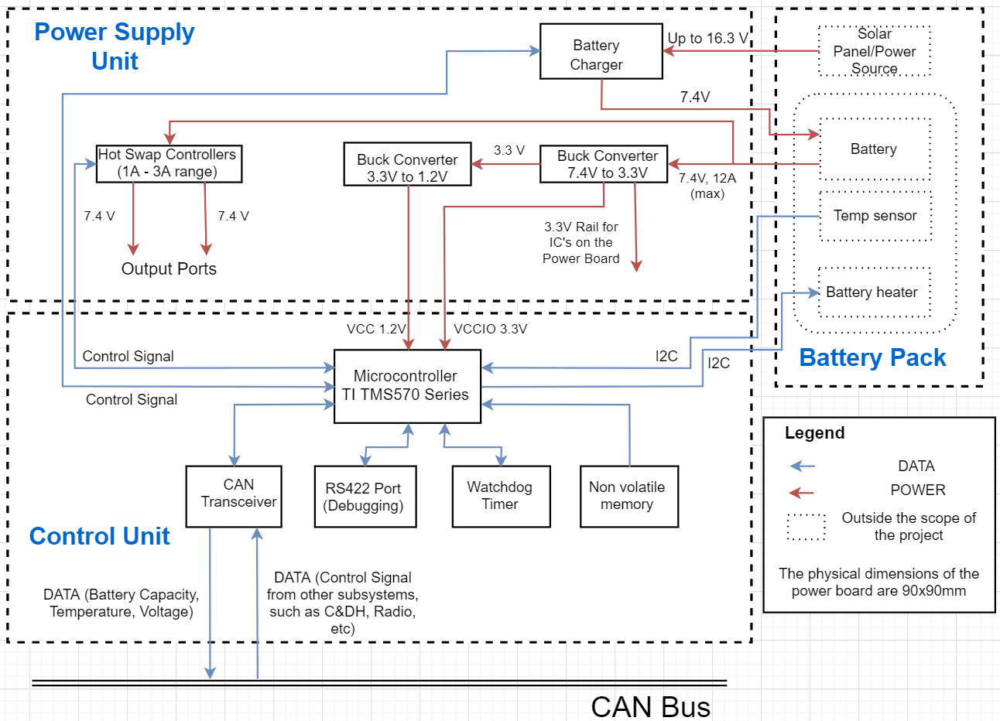 Power Supply
Unit
Battery
Charger
Up to 16.3 V
Solar
Panel/Power
Source
7.4V
Hot Swap Controllers
(1A - 3A range)
Buck Converter
3.3V to 1.2V
3.3 V
Buck Converter
7.4V to 3.3V
7.4V, 12A
(max)
Battery
7.4 V
7.4 V
Output Ports
3.3V Rail for
IC's on the
Power Board
Temp sensor
Battery heater
Battery Pack
VCC 1.2V
VCCIO 3.3V
Control Signal
Control Signal
I2C
I2C
Microcontroller
TI TMS570 Series
CAN
Transceiver
RS422 Port
(Debugging)
Watchdog
Timer
Non volatile
memory
Control Unit
DATA (Battery Capacity,
Temperature, Voltage)
DATA (Control Signal
from other subsystems,
such as C&DH, Radio,
etc)
CAN Bus
Legend
DATA
POWER
Outside the scope of
the project
The physical dimensions of the
power board are 90x90mm